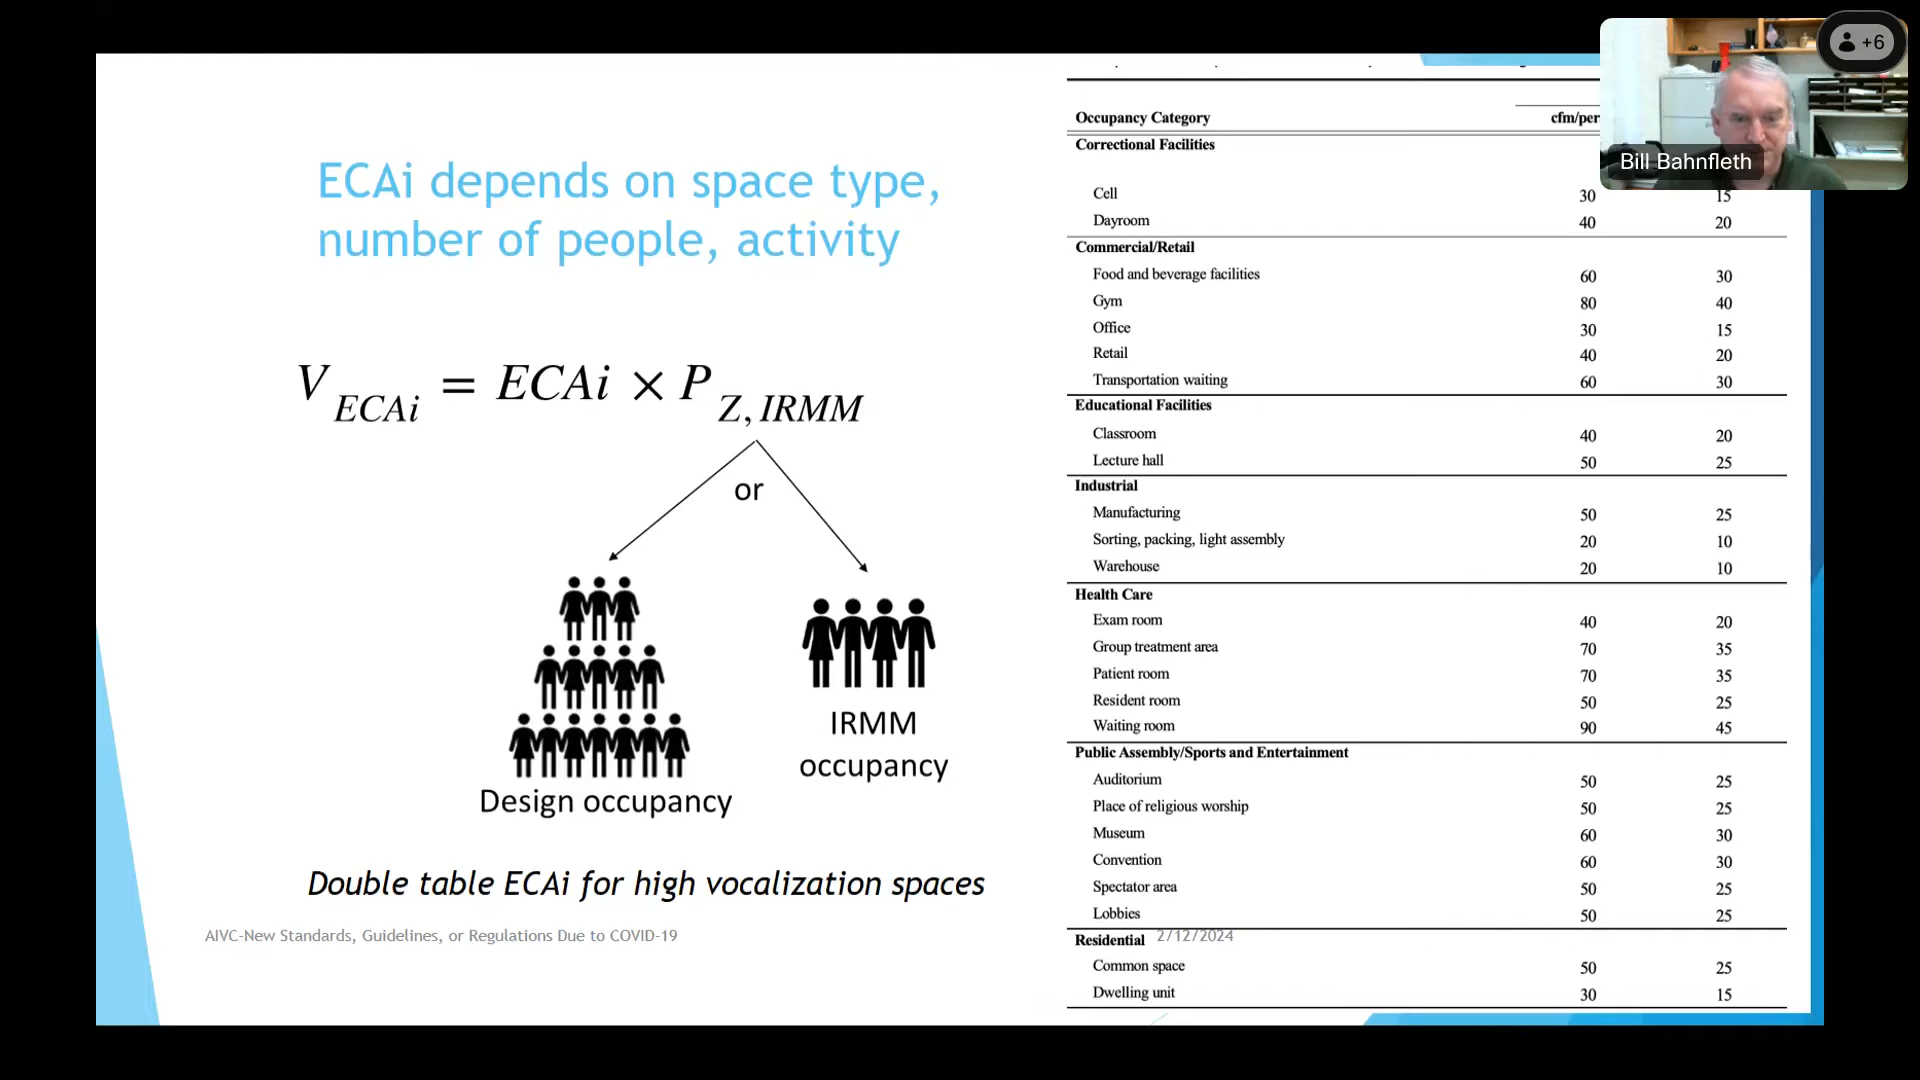 +6
Bill Bahnfleth
ECAi depends on space type,
number of people, activity
V ECAi = ECAi × P Z, IRMM
or
Design occupancy
IRMM
occupancy
Double table ECAi for high vocalization spaces
AIVC-New Standards, Guidelines, or Regulations Due to COVID-19
2/12/2024
Occupancy Category cfm/per
Correctional Facilities
Cell 30 15
Dayroom 40 20
Commercial/Retail
Food and beverage facilities 60 30
Gym 80 40
Office 30 15
Retail 40 20
Transportation waiting 60 30
Educational Facilities
Classroom 40 20
Lecture hall 50 25
Industrial
Manufacturing 50 25
Sorting, packing, light assembly 20 10
Warehouse 20 10
Health Care
Exam room 40 20
Group treatment area 70 35
Patient room 70 35
Resident room 50 25
Waiting room 90 45
Public Assembly/Sports and Entertainment
Auditorium 50 25
Place of religious worship 50 25
Museum 60 30
Convention 60 30
Spectator area 50 25
Lobbies 50 25
Residential
Common space 50 25
Dwelling unit 30 15